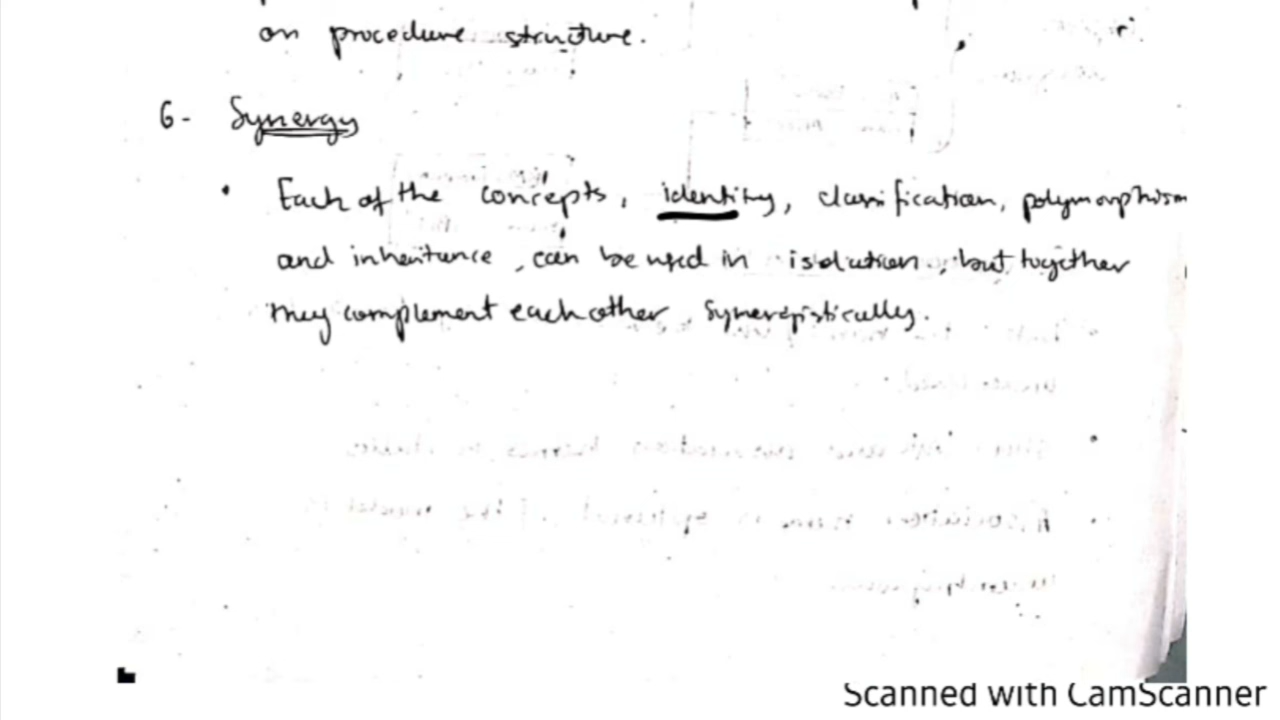 on procedure structure.
6- Synergy
• Each of the concepts, identity, classification, polymorphism
and inheritance, can be used in isolation, but together
they complement each other synergistically.
Scanned with CamScanner